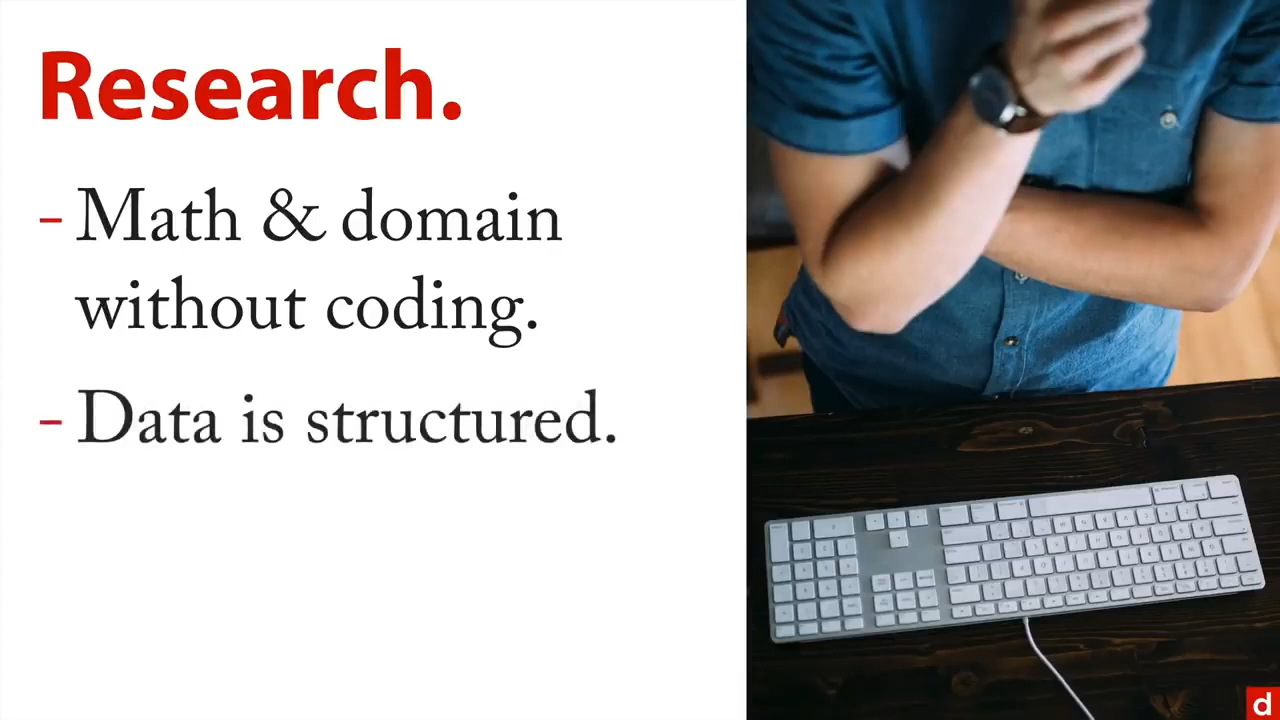 Research.
- Math & domain
without coding.
- Data is structured.
d